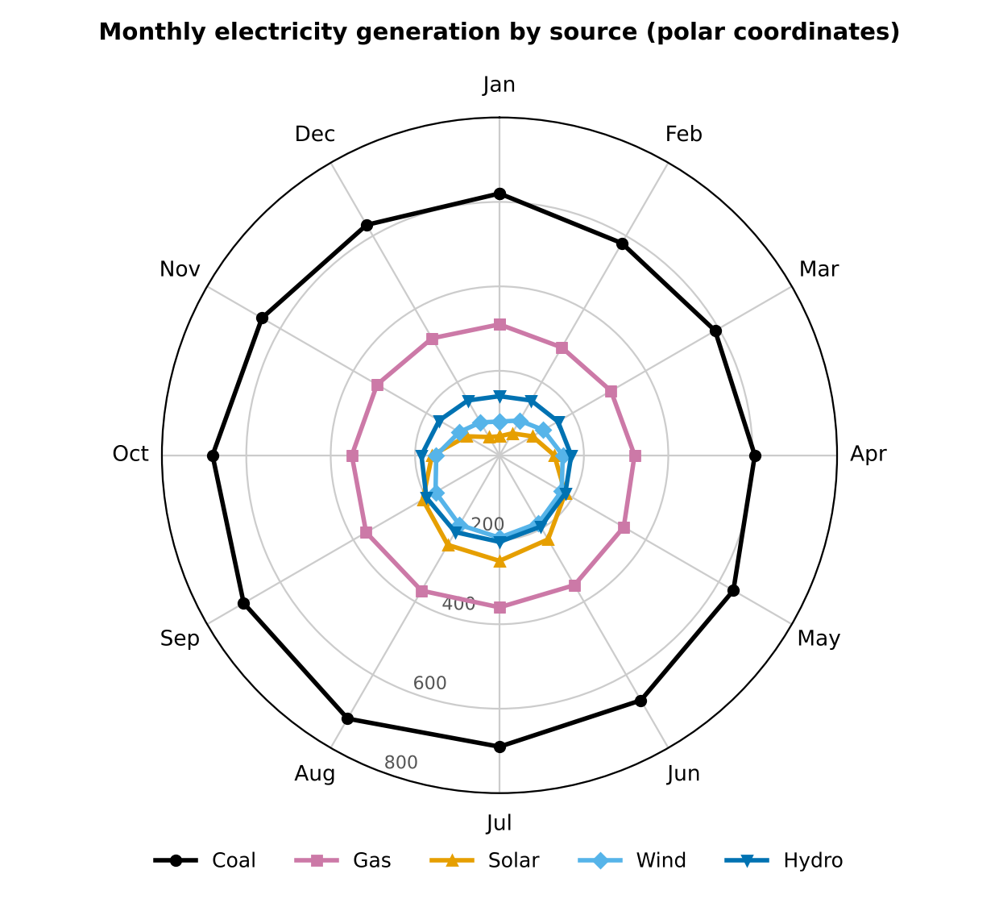 Monthly electricity generation by source (polar coordinates)
Jan
Dec
Feb
Nov
Mar
Oct
Apr
200
400
Sep
May
600
800
Aug
Jun
Jul
Coal
Gas
Solar
Wind
Hydro